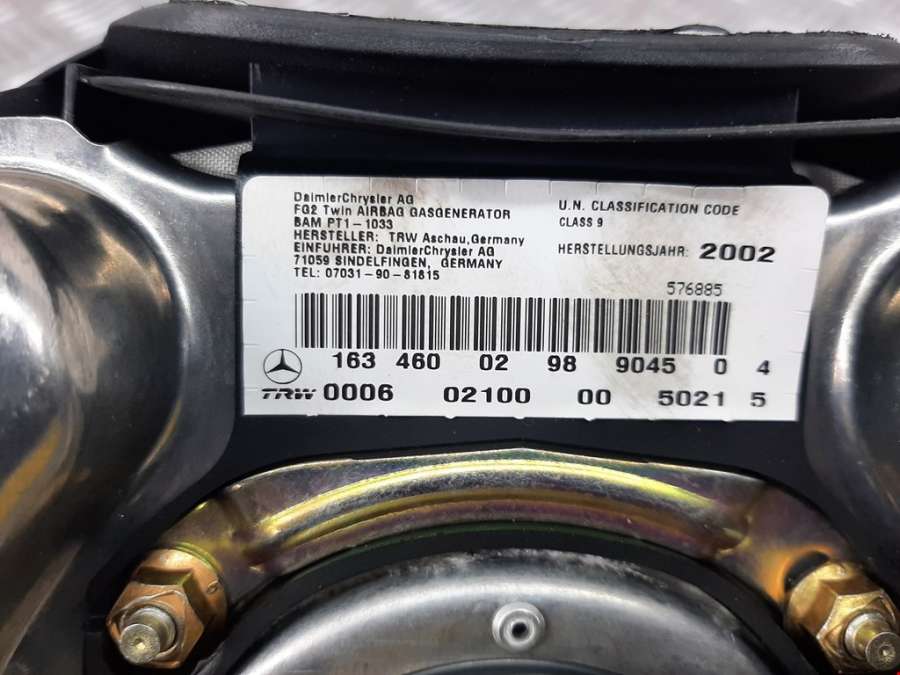 DaimlerChrysler AG
FG2 Twin AIRBAG GASGENERATOR
BAM PT1-1033
HERSTELLER: TRW Aschau,Germany
EINFUHRER: DaimlerChrysler AG
71059 SINDELFINGEN, GERMANY
TEL: 07031-90-81815
U.N. CLASSIFICATION CODE
CLASS 9
HERSTELLUNGSJAHR: 2002
576885
163 460 02 98 9045 0 4
TRW 0006 02100 00 5021 5